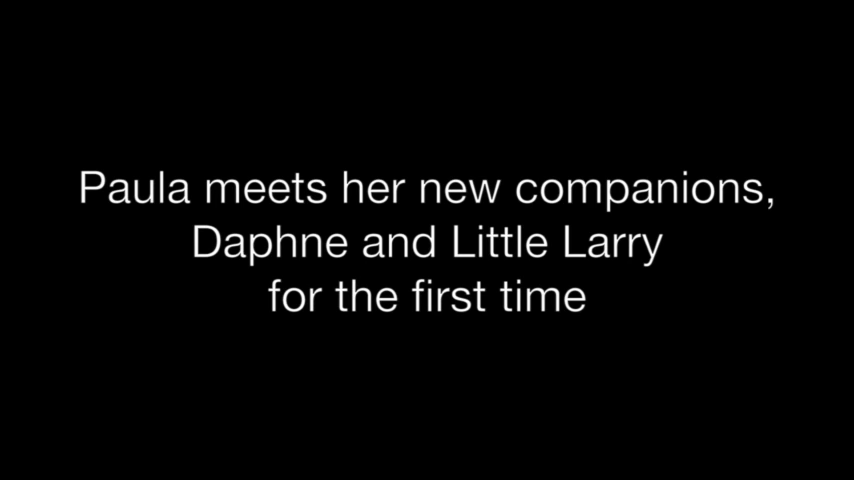 Paula meets her new companions,
Daphne and Little Larry
for the first time